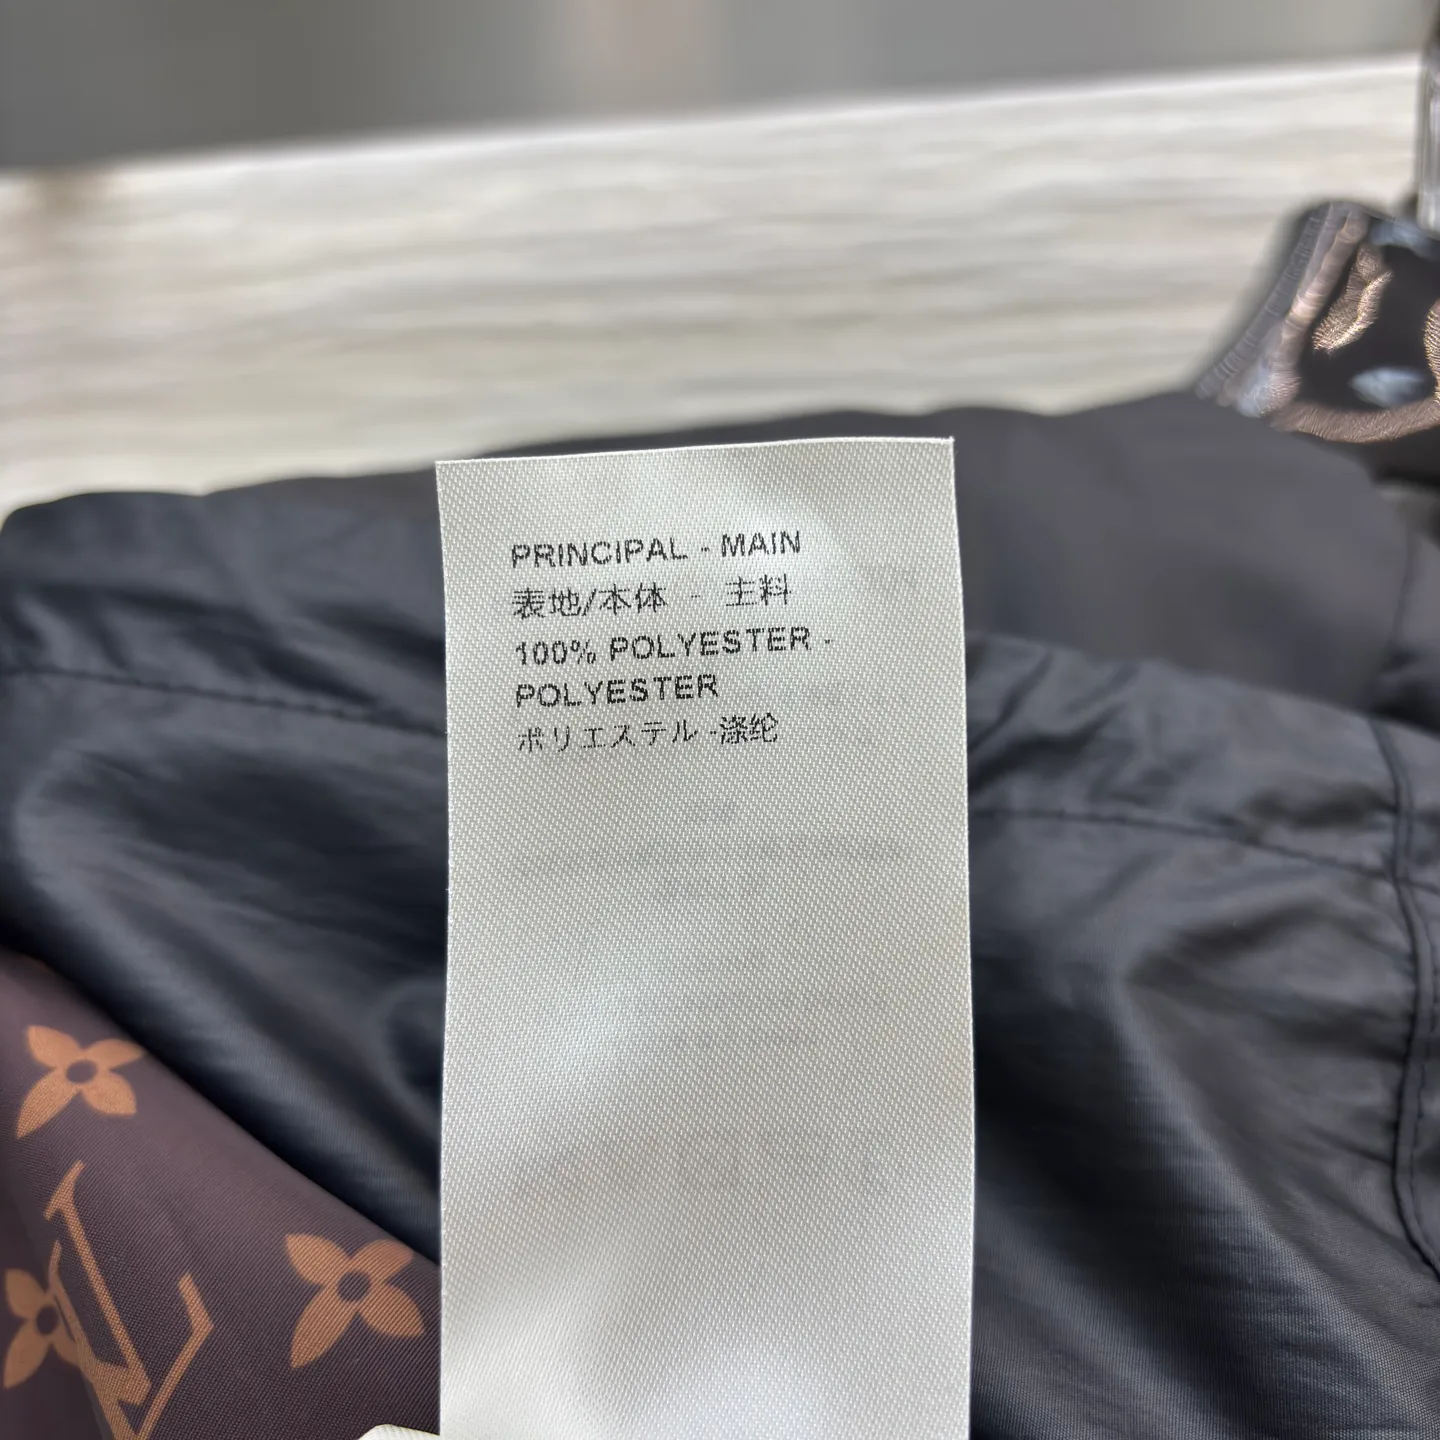 PRINCIPAL - MAIN
表地/本体 - 主料
100% POLYESTER -
POLYESTER
ポリエステル -涤纶
LV